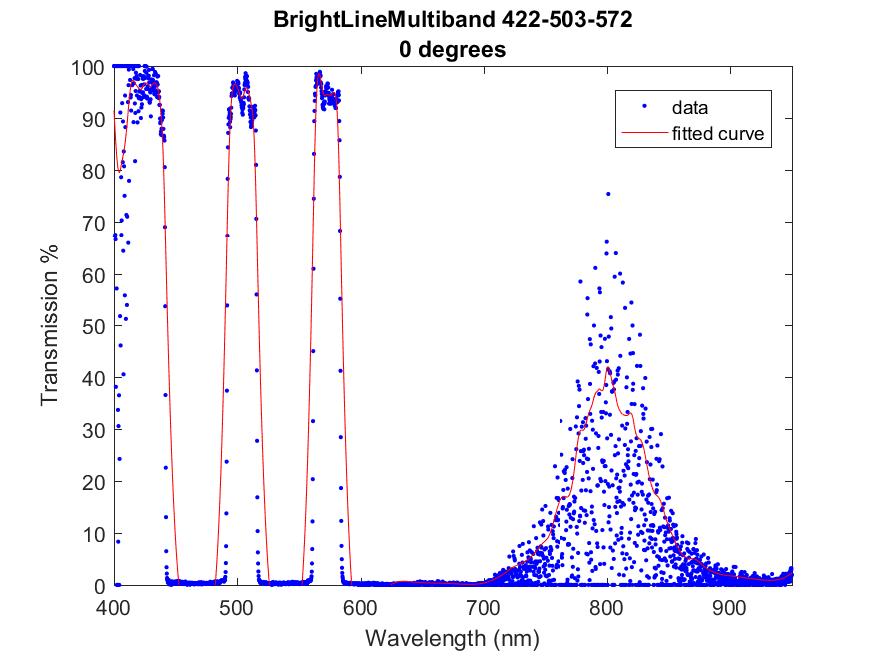 BrightLineMultiband 422-503-572
0 degrees
100
90
80
70
60
50
40
30
20
10
0
Transmission %
data
fitted curve
400
500
600
700
800
900
Wavelength (nm)